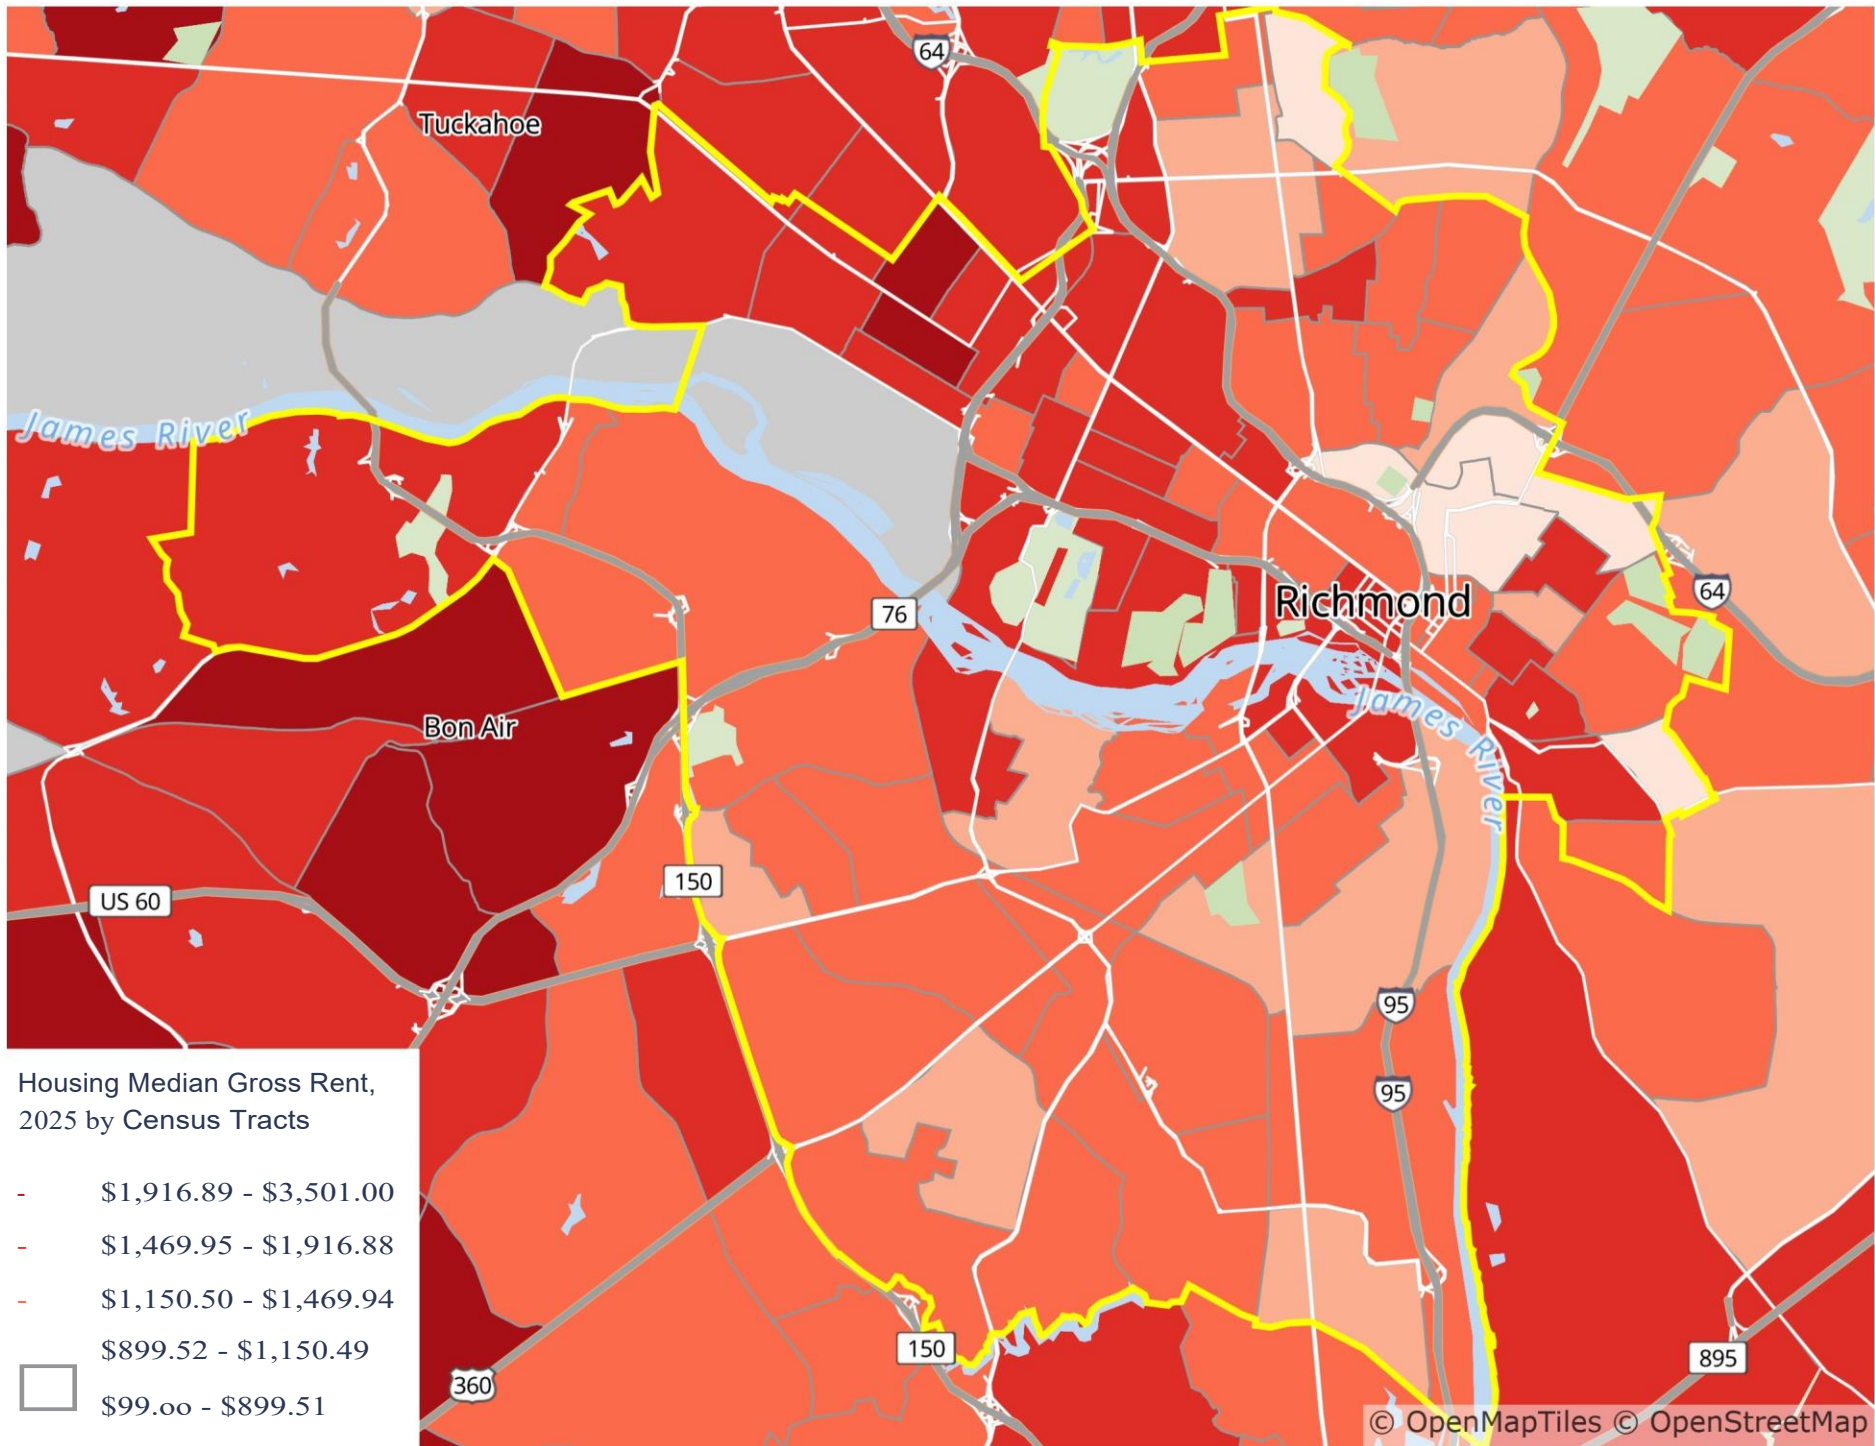 64
Tuckahoe
James River
76
Richmond
64
James River
Bon Air
150
US 60
95
95
Housing Median Gross Rent,
2025 by Census Tracts
- $1,916.89 - $3,501.00
- $1,469.95 - $1,916.88
- $1,150.50 - $1,469.94
$899.52 - $1,150.49
$99.oo - $899.51
150
895
360
© OpenMapTiles © OpenStreetMap